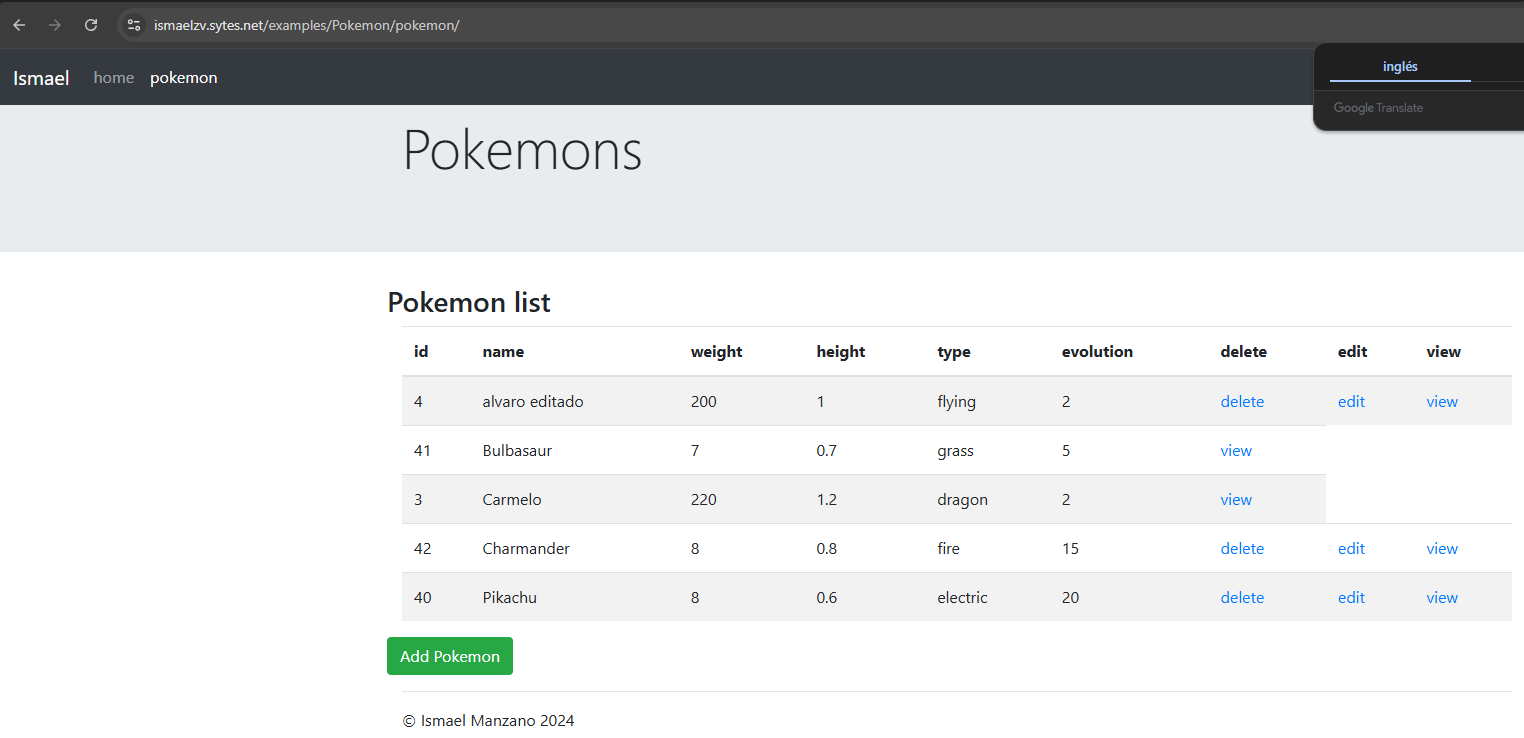 ismaelzv.sytes.net/examples/Pokemon/pokemon/
inglés
Google Translate
Ismael home pokemon
Pokemons
Pokemon list
id name weight height type evolution delete edit view
4 alvaro editado 200 1 flying 2 delete edit view
41 Bulbasaur 7 0.7 grass 5 view
3 Carmelo 220 1.2 dragon 2 view
42 Charmander 8 0.8 fire 15 delete edit view
40 Pikachu 8 0.6 electric 20 delete edit view
Add Pokemon
© Ismael Manzano 2024